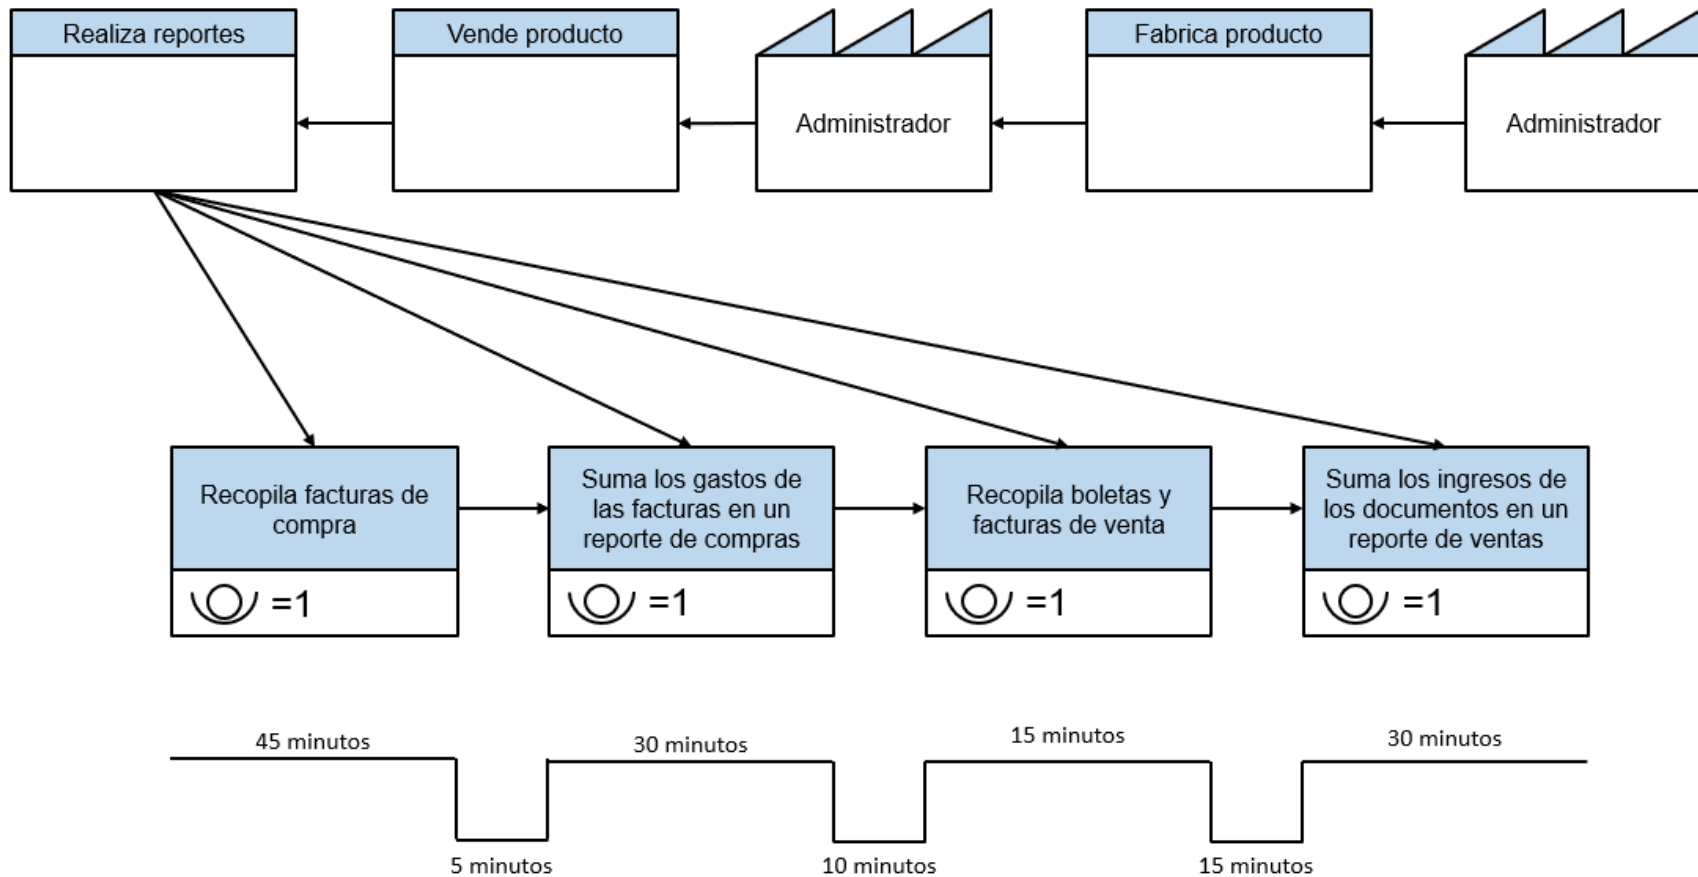 Realiza reportes
Vende producto
Administrador
Fabrica producto
Administrador
Recopila facturas de
compra
=1
Suma los gastos de
las facturas en un
reporte de compras
=1
Recopila boletas y
facturas de venta
=1
Suma los ingresos de
los documentos en un
reporte de ventas
=1
45 minutos
30 minutos
15 minutos
30 minutos
5 minutos
10 minutos
15 minutos